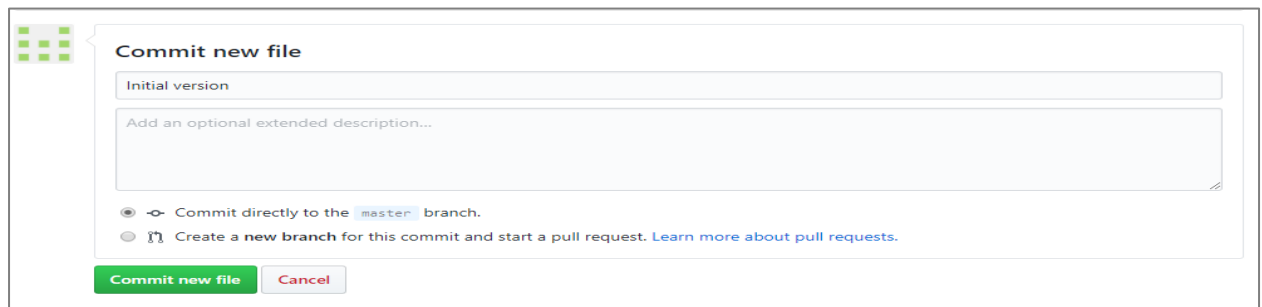 Commit new file
Initial version
Add an optional extended description...
Commit directly to the master branch.
Create a new branch for this commit and start a pull request. Learn more about pull requests.
Commit new file Cancel